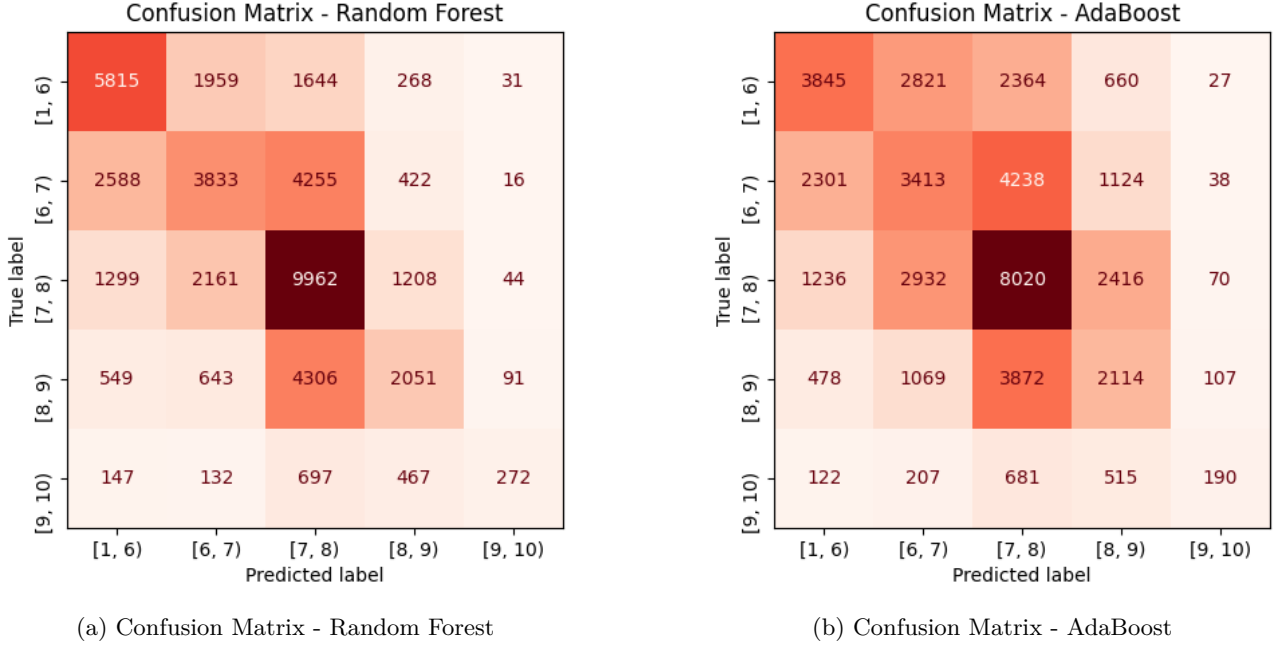 Confusion Matrix - Random Forest
True label
[1, 6) 5815 1959 1644 268 31
[6, 7) 2588 3833 4255 422 16
[7, 8) 1299 2161 9962 1208 44
[8, 9) 549 643 4306 2051 91
[9, 10) 147 132 697 467 272
[1, 6) [6, 7) [7, 8) [8, 9) [9, 10)
Predicted label
(a) Confusion Matrix - Random Forest
Confusion Matrix - AdaBoost
True label
[1, 6) 3845 2821 2364 660 27
[6, 7) 2301 3413 4238 1124 38
[7, 8) 1236 2932 8020 2416 70
[8, 9) 478 1069 3872 2114 107
[9, 10) 122 207 681 515 190
[1, 6) [6, 7) [7, 8) [8, 9) [9, 10)
Predicted label
(b) Confusion Matrix - AdaBoost